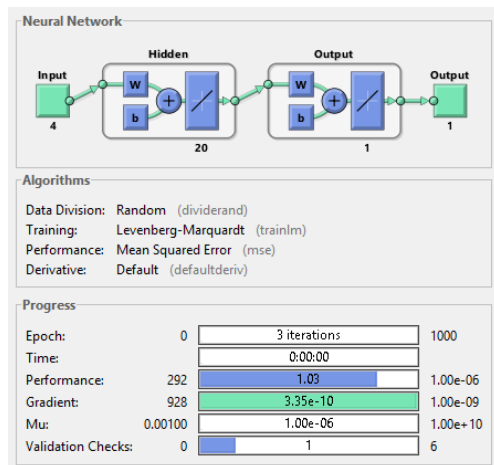 Neural Network
Hidden Output
Input Output
W W
+ +
b b
4 20 1 1
Algorithms
Data Division: Random (dividerand)
Training: Levenberg-Marquardt (trainlm)
Performance: Mean Squared Error (mse)
Derivative: Default (defaultderiv)
Progress
Epoch: 0 3 iterations 1000
Time: 0:00:00
Performance: 292 1.03 1.00e-06
Gradient: 928 3.35e-10 1.00e-09
Mu: 0.00100 1.00e-06 1.00e+10
Validation Checks: 0 1 6